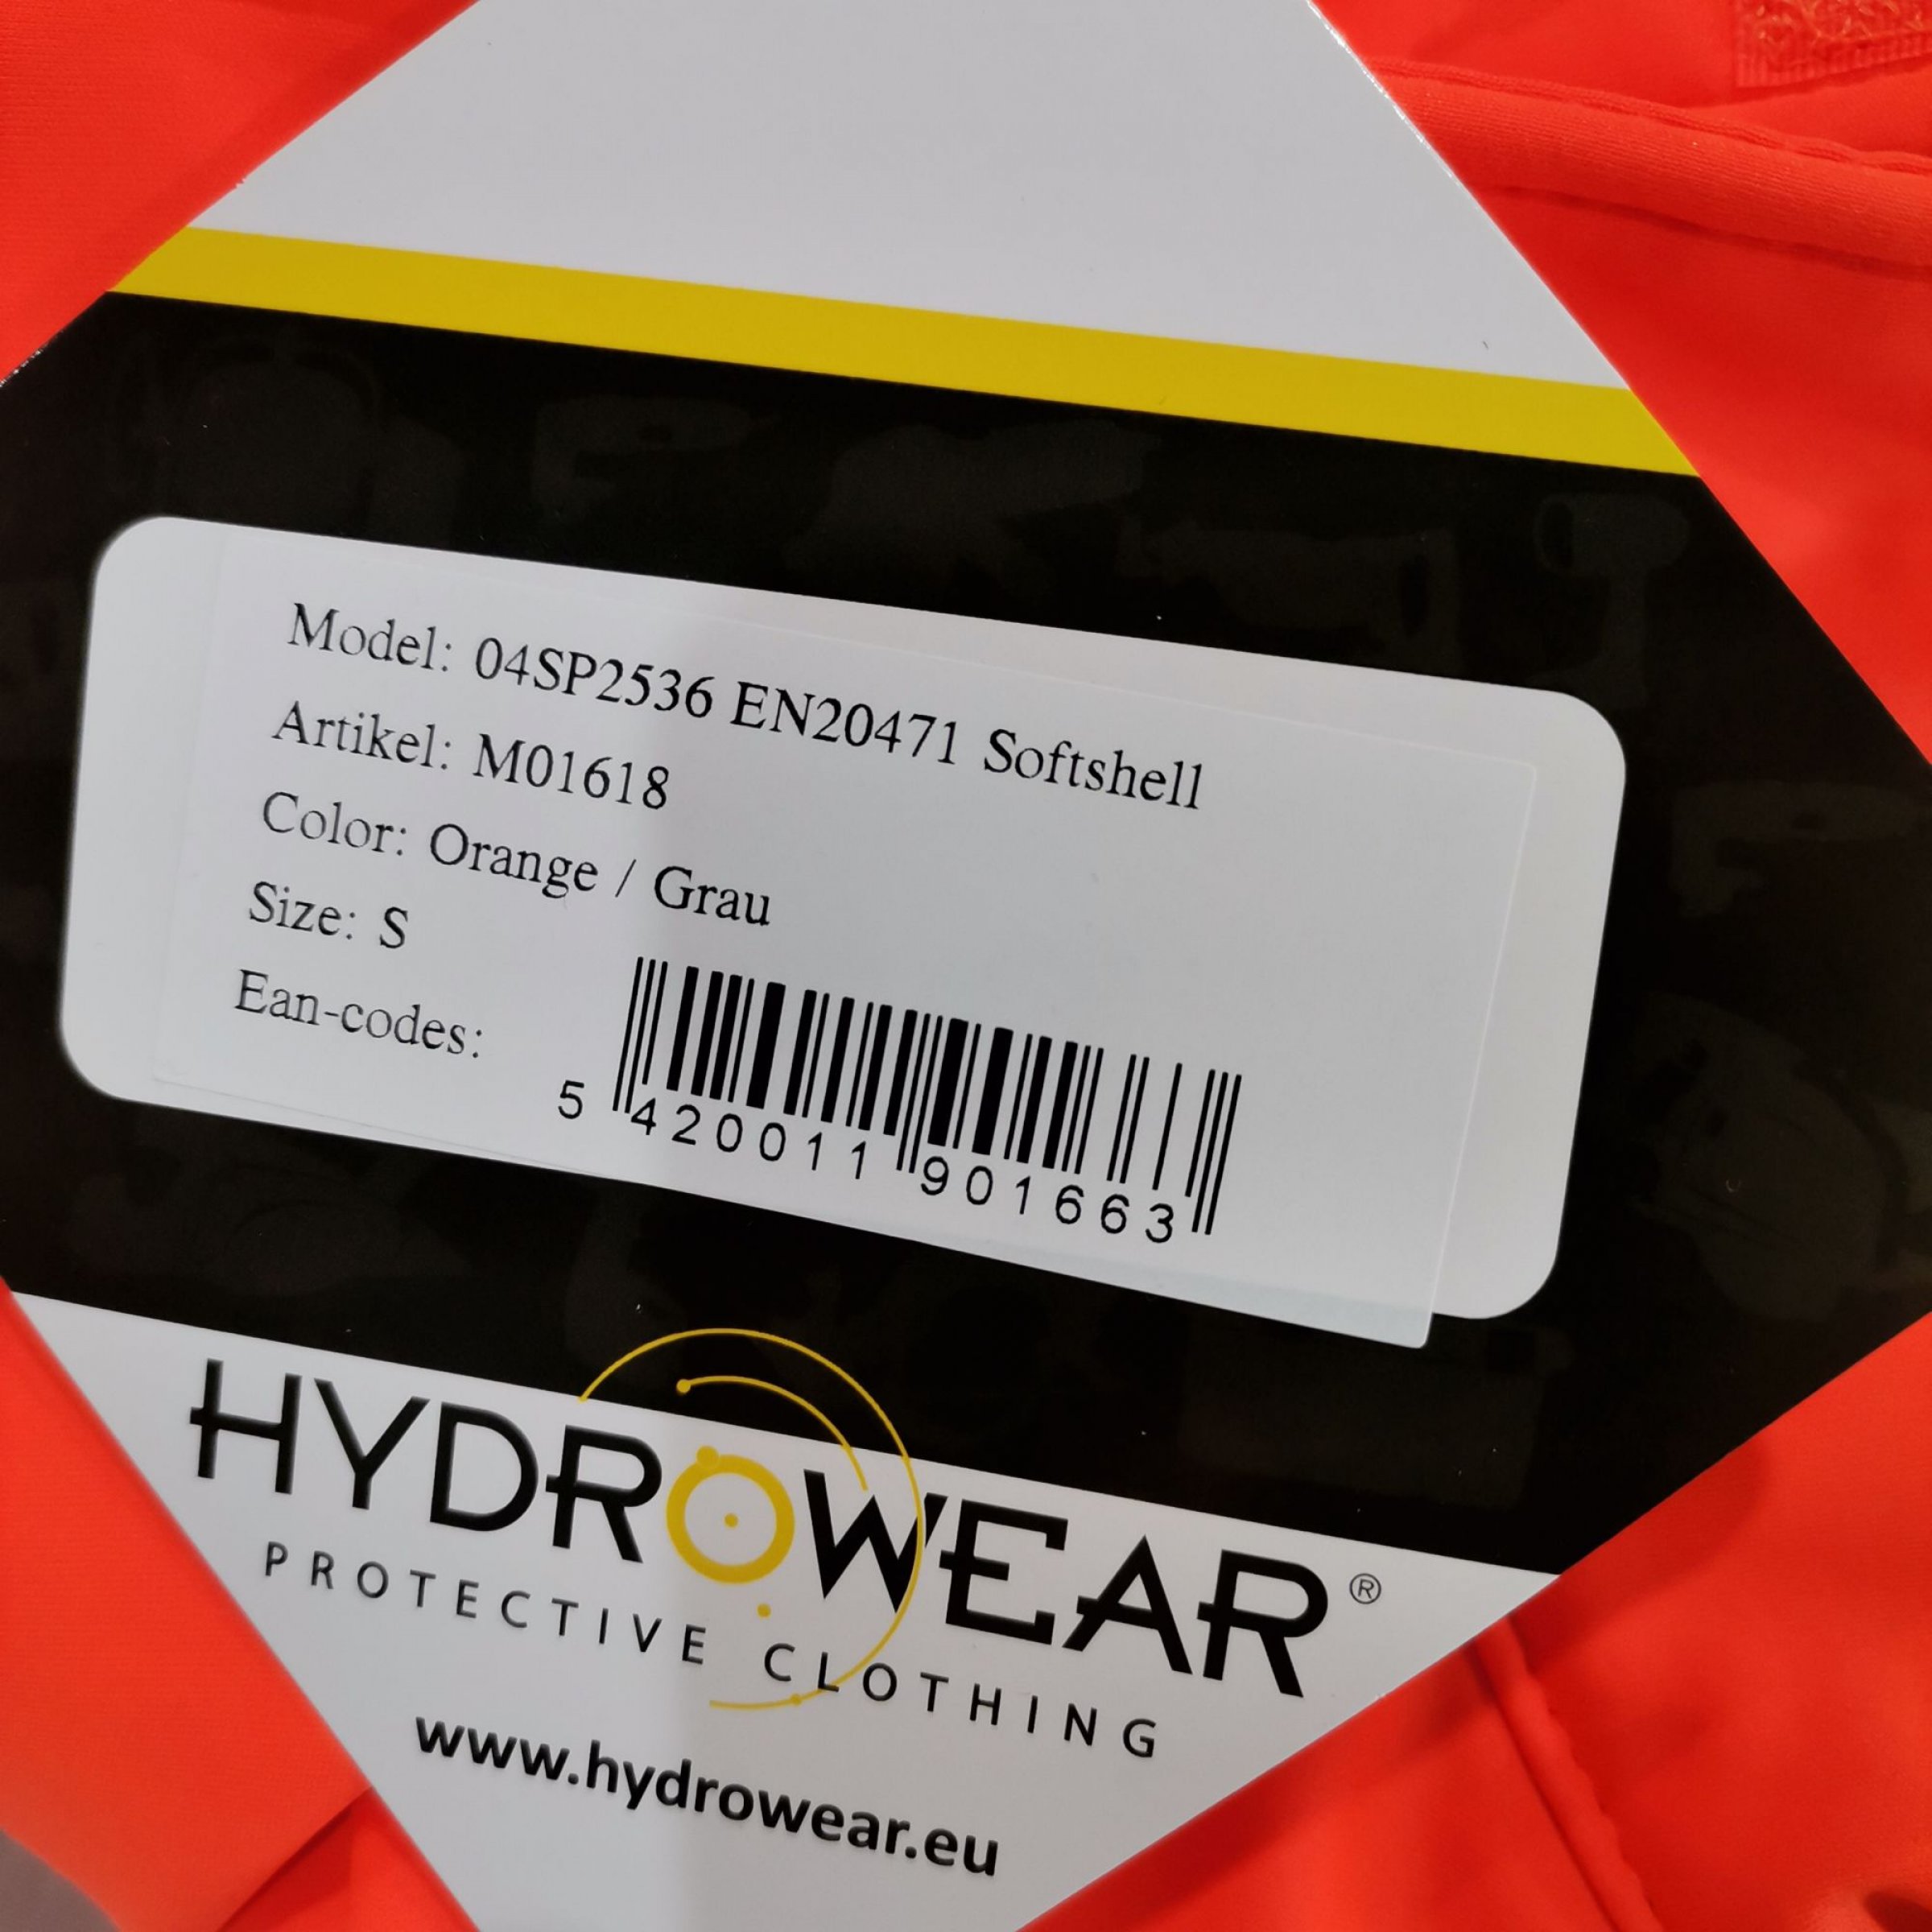 Model: 04SP2536 EN20471 Softshell
Artikel: M01618
Color: Orange / Grau
Size: S
Ean-codes:
5 420011 901663
HYDROWEAR®
PROTECTIVE CLOTHING
www.hydrowear.eu